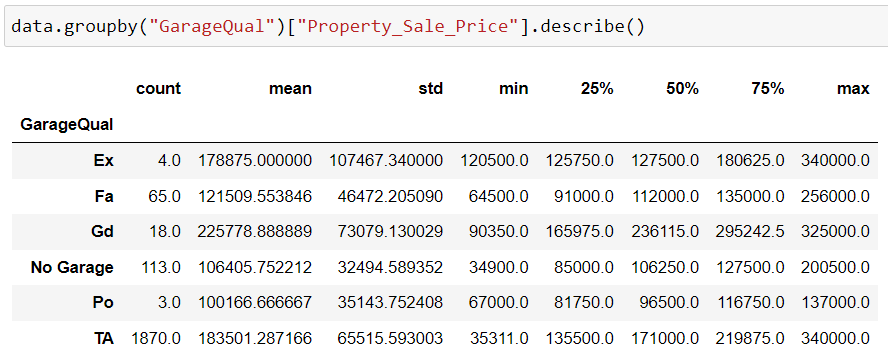 data.groupby("GarageQual")["Property_Sale_Price"].describe()
count mean std min 25% 50% 75% max
GarageQual
Ex 4.0 178875.000000 107467.340000 120500.0 125750.0 127500.0 180625.0 340000.0
Fa 65.0 121509.553846 46472.205090 64500.0 91000.0 112000.0 135000.0 256000.0
Gd 18.0 225778.888889 73079.130029 90350.0 165975.0 236115.0 295242.5 325000.0
No Garage 113.0 106405.752212 32494.589352 34900.0 85000.0 106250.0 127500.0 200500.0
Po 3.0 100166.666667 35143.752408 67000.0 81750.0 96500.0 116750.0 137000.0
TA 1870.0 183501.287166 65515.593003 35311.0 135500.0 171000.0 219875.0 340000.0